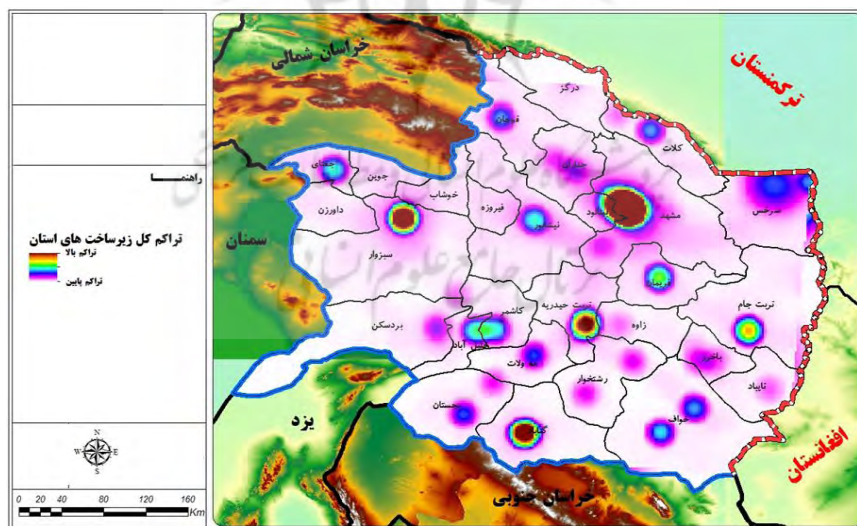 راهنما
تراکم کل زیرساخت های استان
تراکم بالا
تراکم پایین
N
W
E
S
0 20 40 80 120 160
Km
خراسان شمالی
ترکمنستان
سمنان
یزد
خراسان جنوبی
افغانستان
درگز
قوچان
کلات
چناران
جغتای
جوین
خوشاب
فیروزه
داورزن
نیشابور
مشهد
سرخس
سبزوار
فریمان
بردسکن
کاشمر
خلیل آباد
تربت حیدریه
زاوه
تربت جام
مه ولات
رشتخوار
باخرز
تایباد
بجستان
خواف